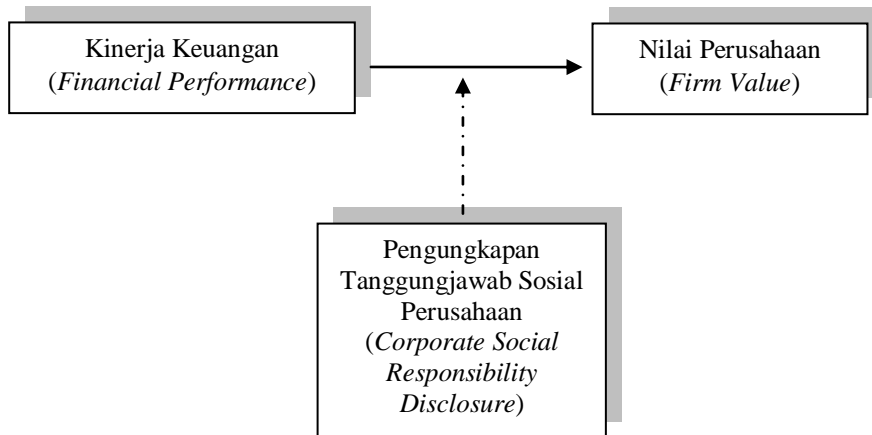 Kinerja Keuangan
(Financial Performance)
Nilai Perusahaan
(Firm Value)
Pengungkapan
Tanggungjawab Sosial
Perusahaan
(Corporate Social
Responsibility
Disclosure)